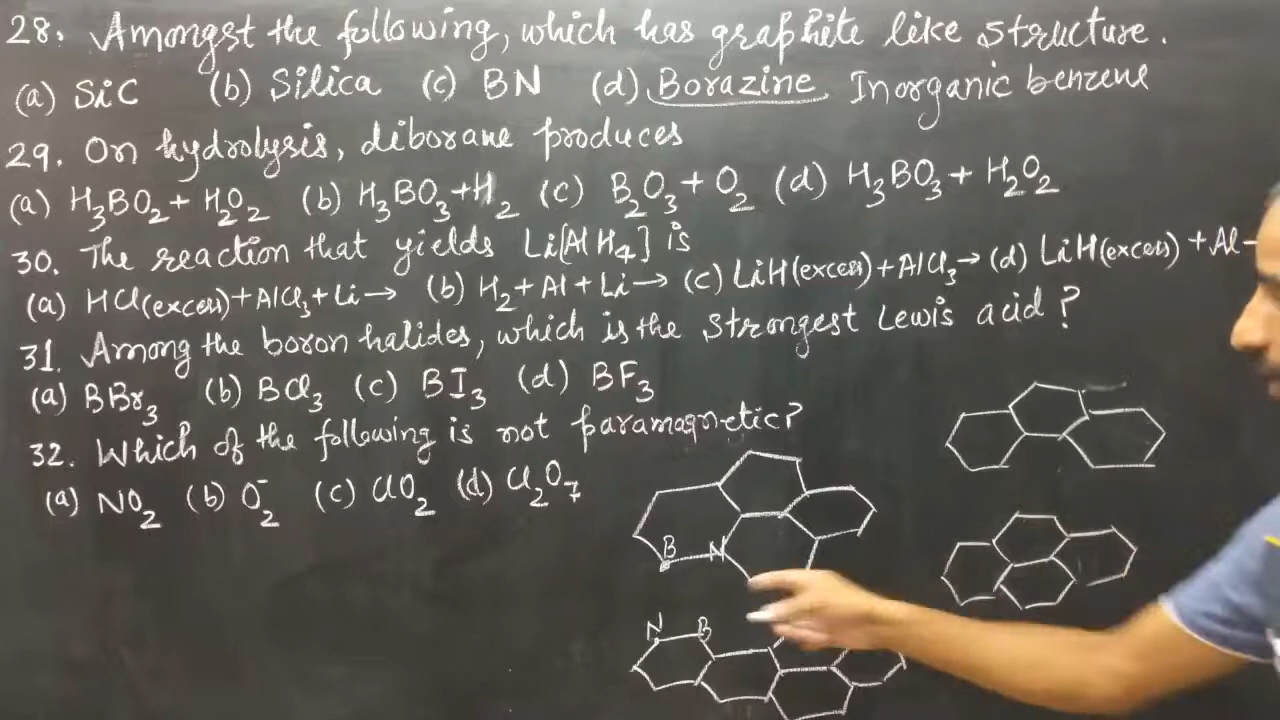 28. Amongst the following, which has graphite like structure.
(a) SiC (b) Silica (c) BN (d) Borazine Inorganic benzene
29. On hydrolysis, diborane produces
(a) H₃BO₂ + H₂O₂ (b) H₃BO₃ + H₂ (c) B₂O₃ + O₂ (d) H₃BO₃ + H₂O₂
30. The reaction that yields Li[AlH₄] is
(a) HCl(excess) + AlCl₃ + Li → (b) H₂ + Al + Li → (c) LiH(excess) + AlCl₃ → (d) LiH(excess) + Al
31. Among the boron halides, which is the strongest Lewis acid?
(a) BBr₃ (b) BCl₃ (c) BI₃ (d) BF₃
32. Which of the following is not paramagnetic?
(a) NO₂ (b) O₂⁻ (c) ClO₂ (d) Cl₂O₇
B N
N B